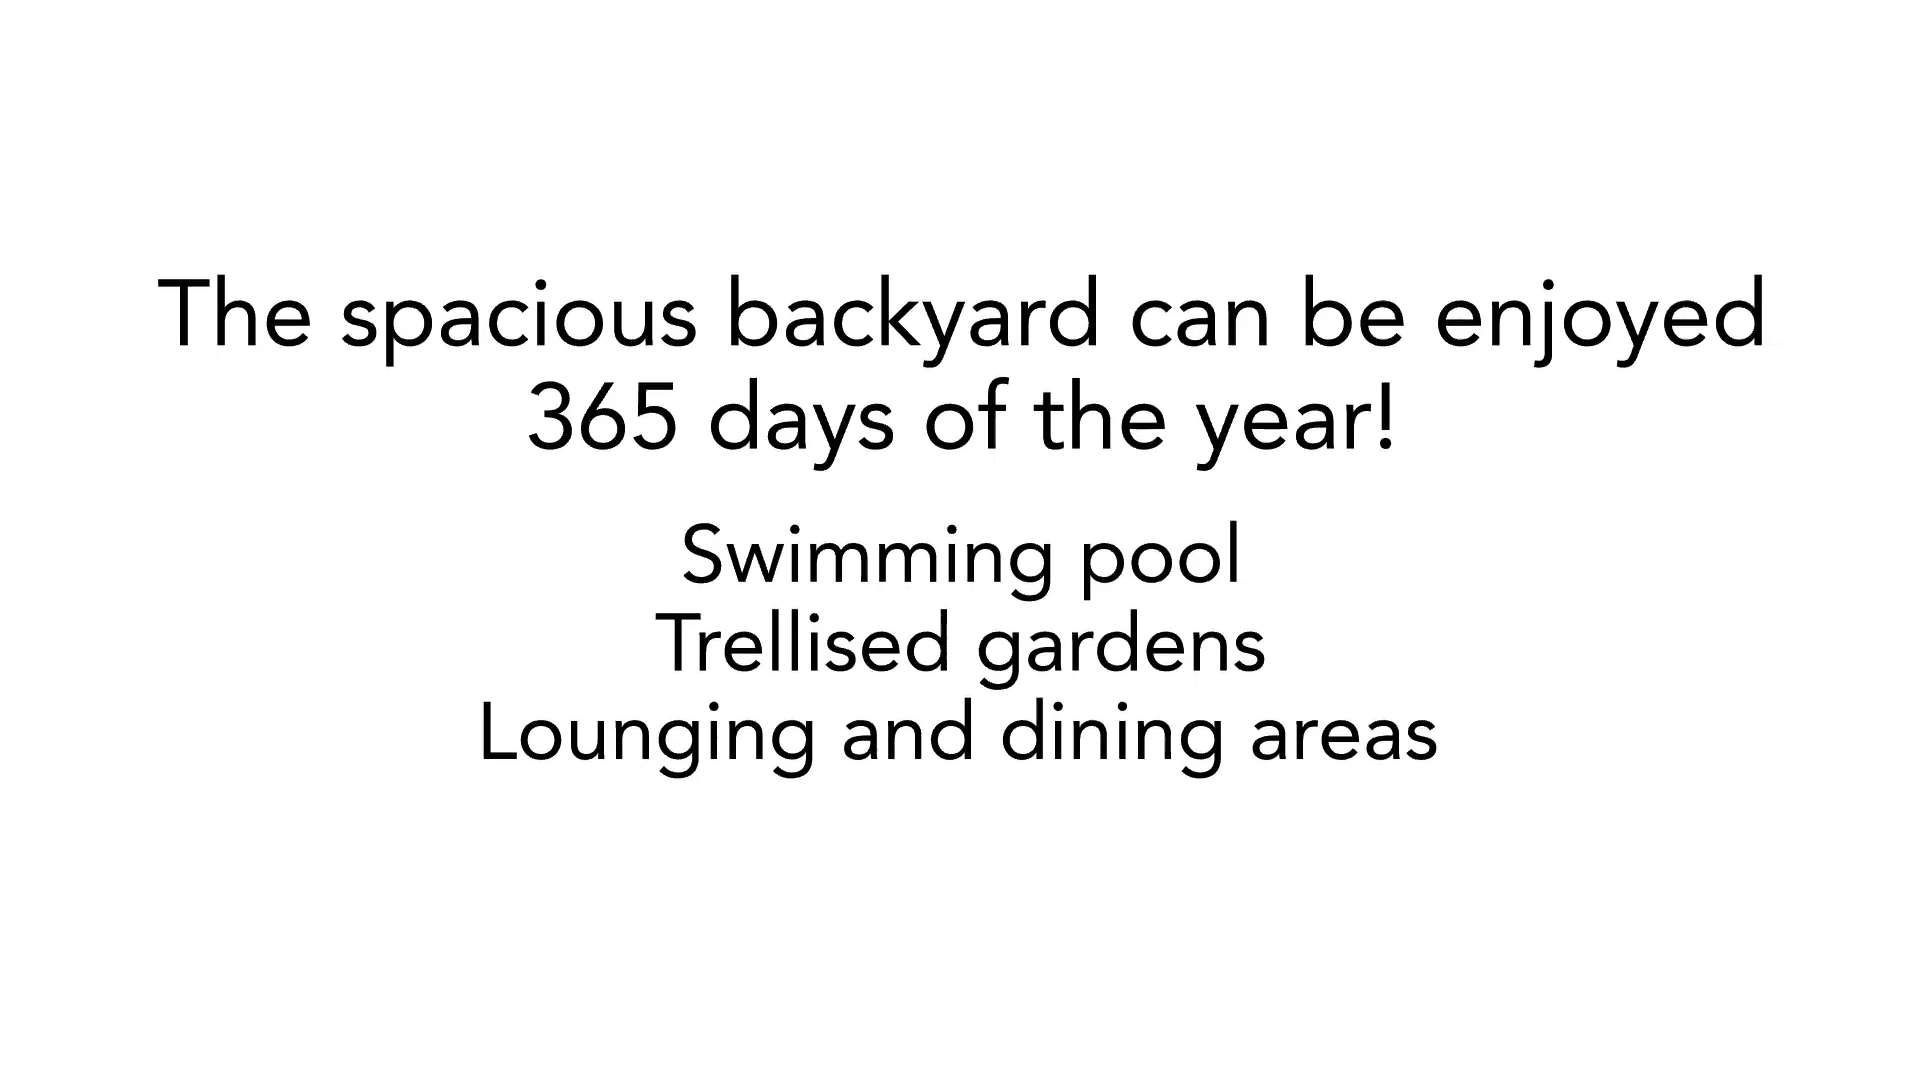 The spacious backyard can be enjoyed
365 days of the year!
Swimming pool
Trellised gardens
Lounging and dining areas